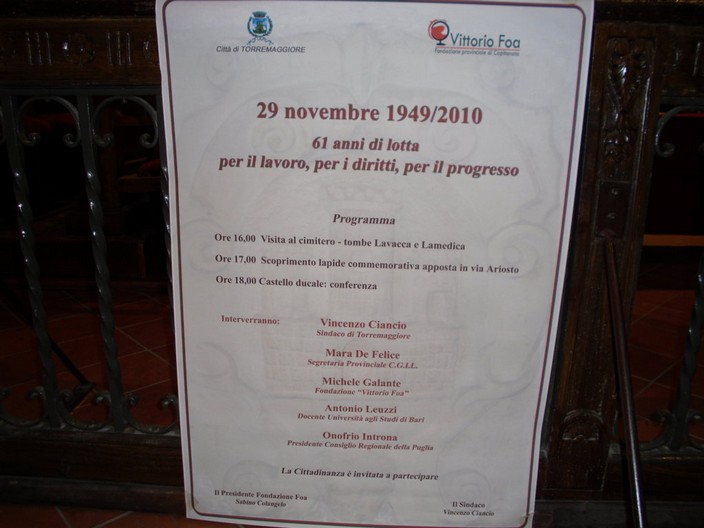 Città di TORREMAGGIORE
Vittorio Foa
Fondazione provinciale di Capitanata
29 novembre 1949/2010
61 anni di lotta
per il lavoro, per i diritti, per il progresso
Programma
Ore 16,00 Visita al cimitero - tombe Lavacca e Lamedica
Ore 17,00 Scoprimento lapide commemorativa apposta in via Ariosto
Ore 18,00 Castello ducale: conferenza
Interverranno: Vincenzo Ciancio
Sindaco di Torremaggiore
Mara De Felice
Segretaria Provinciale C.G.I.L.
Michele Galante
Fondazione “Vittorio Foa”
Antonio Leuzzi
Docente Università agli Studi di Bari
Onofrio Introna
Presidente Consiglio Regionale della Puglia
La Cittadinanza è invitata a partecipare
Il Presidente Fondazione Foa
Sabino Colangelo
Il Sindaco
Vincenzo Ciancio